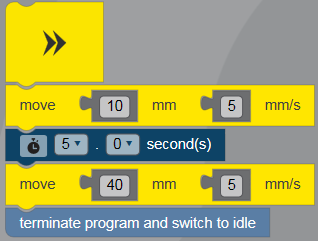 move 10 mm 5 mm/s
5 . 0 second(s)
move 40 mm 5 mm/s
terminate program and switch to idle